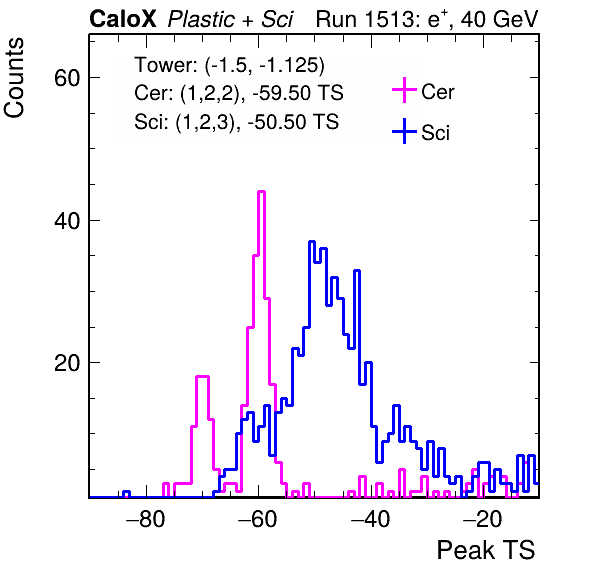 CaloX Plastic + Sci Run 1513: e⁺, 40 GeV
Tower: (-1.5, -1.125)
Cer: (1,2,2), -59.50 TS
Sci: (1,2,3), -50.50 TS
Cer
Sci
Counts
60
40
20
−80 −60 −40 −20
Peak TS